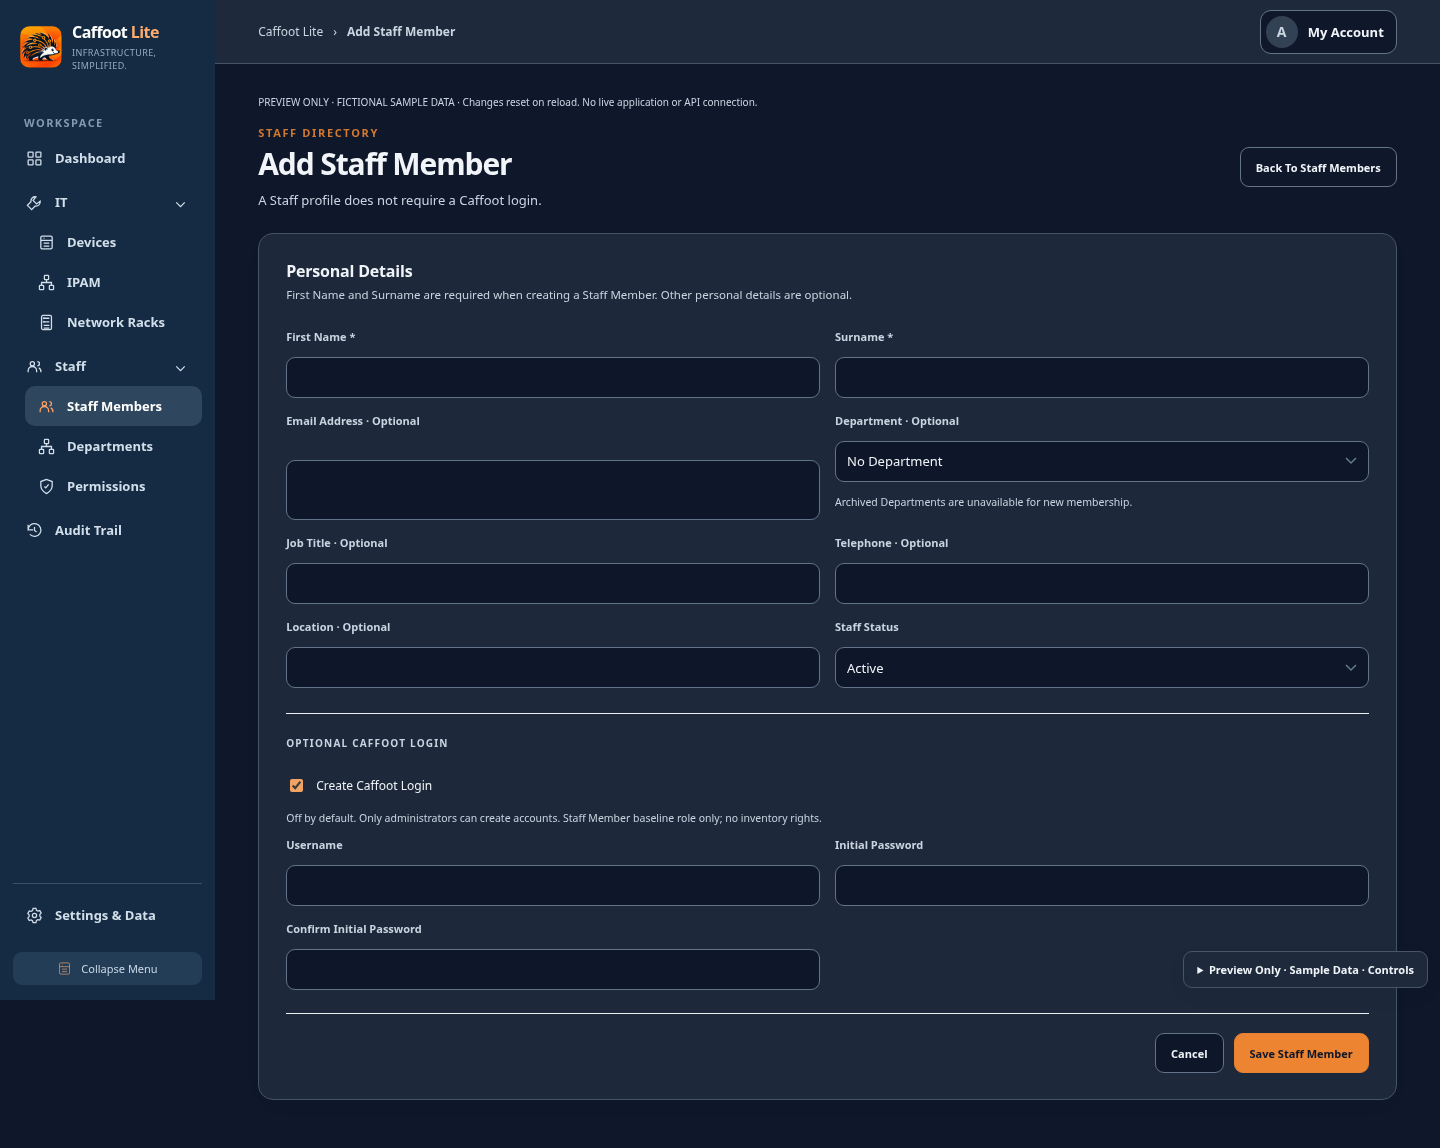 Caffoot Lite
INFRASTRUCTURE,
SIMPLIFIED.
WORKSPACE
Dashboard
IT
Devices
IPAM
Network Racks
Staff
Staff Members
Departments
Permissions
Audit Trail
Settings & Data
Collapse Menu
Caffoot Lite › Add Staff Member
A My Account
PREVIEW ONLY · FICTIONAL SAMPLE DATA · Changes reset on reload. No live application or API connection.
STAFF DIRECTORY
Add Staff Member
Back To Staff Members
A Staff profile does not require a Caffoot login.
Personal Details
First Name and Surname are required when creating a Staff Member. Other personal details are optional.
First Name *
Surname *
Email Address · Optional
Department · Optional
No Department
Archived Departments are unavailable for new membership.
Job Title · Optional
Telephone · Optional
Location · Optional
Staff Status
Active
OPTIONAL CAFFOOT LOGIN
Create Caffoot Login
Off by default. Only administrators can create accounts. Staff Member baseline role only; no inventory rights.
Username
Initial Password
Confirm Initial Password
Preview Only · Sample Data · Controls
Cancel
Save Staff Member